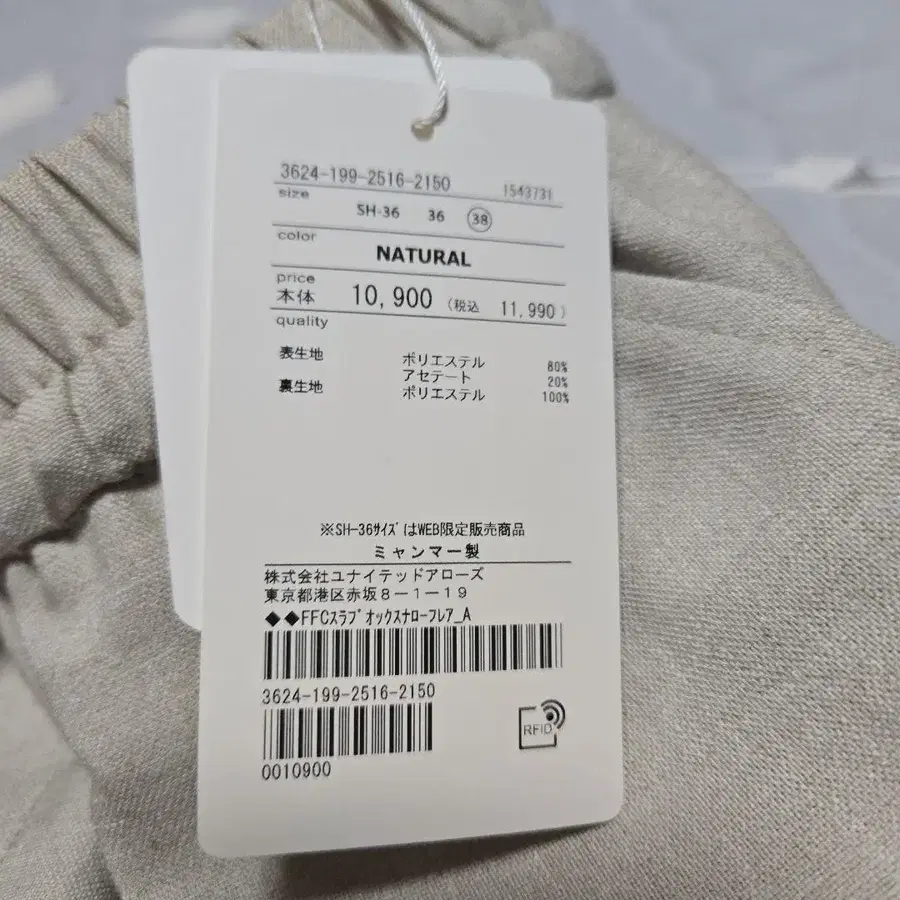 3624-199-2516-2150 1543731
size
SH-36 36 38
color
NATURAL
price
本体 10,900 (税込 11,990)
quality
表生地 ポリエステル 80%
アセテート 20%
裏生地 ポリエステル 100%
※SH-36ｻｲｽﾞはWEB限定販売商品
ミャンマー製
株式会社ユナイテッドアローズ
東京都港区赤坂８－１－１９
◆◆FFCｽﾗﾌﾞｵｯｸｽﾅﾛｰﾌﾚｱ_A
3624-199-2516-2150
RFID
0010900